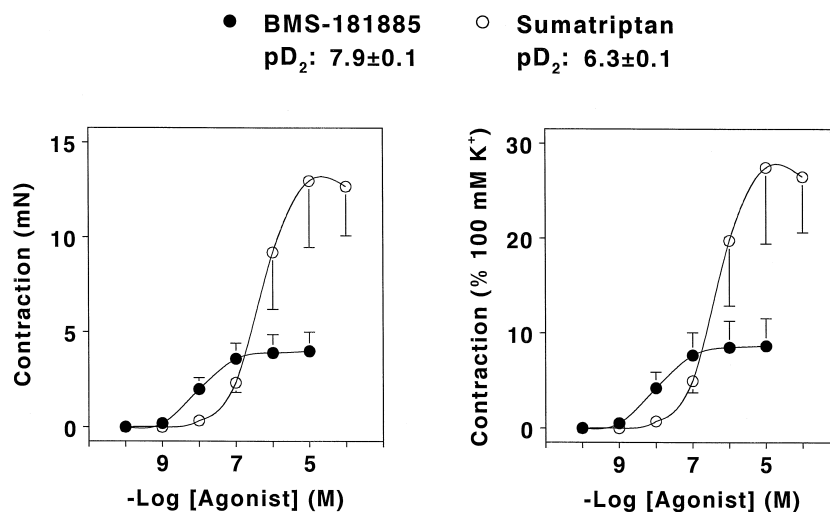 BMS-181885 Sumatriptan
pD2: 7.9±0.1 pD2: 6.3±0.1
Contraction (mN)
15
10
5
0
9 7 5
-Log [Agonist] (M)
Contraction (% 100 mM K+)
30
20
10
0
9 7 5
-Log [Agonist] (M)